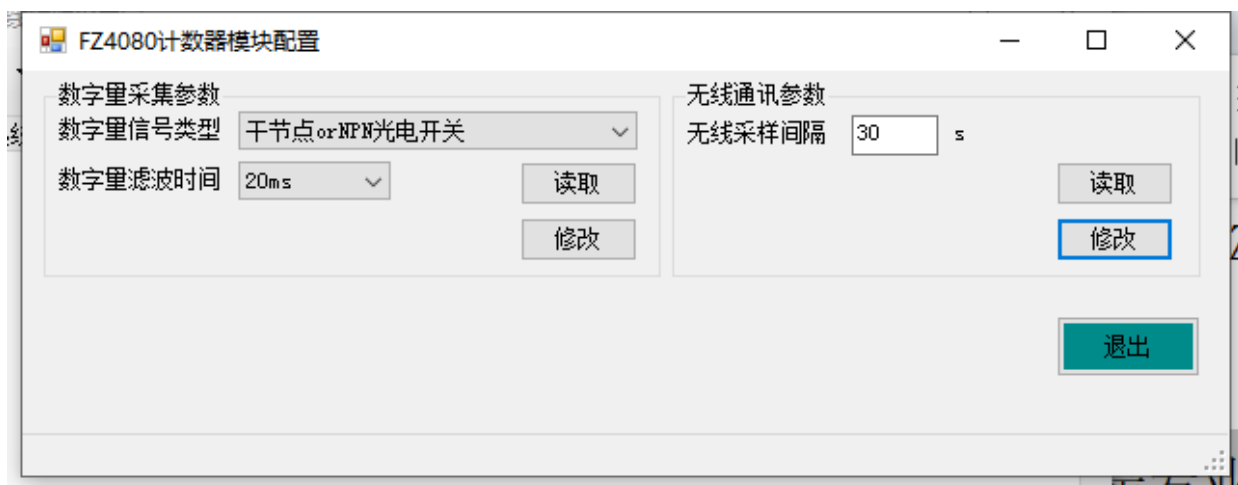 FZ4080计数器模块配置
数字量采集参数
数字量信号类型 干节点orNPN光电开关
数字量滤波时间 20ms 读取
修改
无线通讯参数
无线采样间隔 30 s
读取
修改
退出